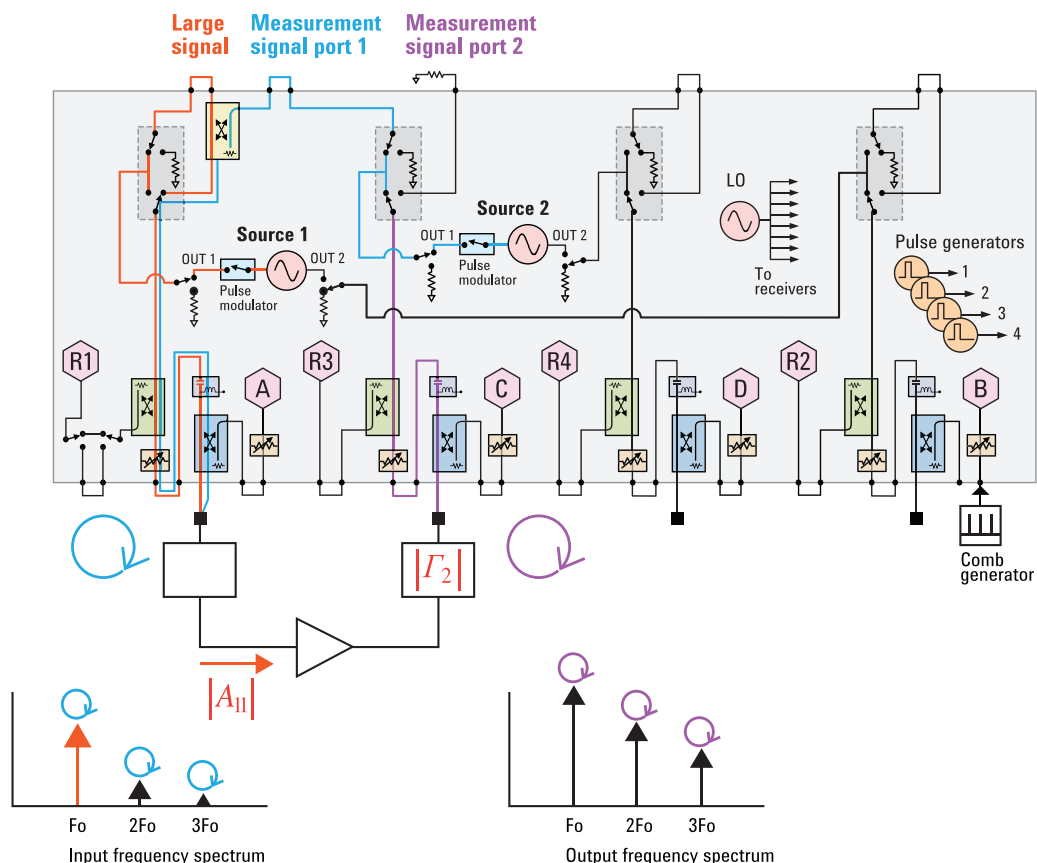 Large
signal
Measurement
signal port 1
Measurement
signal port 2
LO
To
receivers
Source 1
OUT 1
OUT 2
Pulse
modulator
Source 2
OUT 1
OUT 2
Pulse
modulator
Pulse generators
1
2
3
4
R1
A
R3
C
R4
D
R2
B
Comb
generator
|Γ2|
|A11|
Fo
2Fo
3Fo
Input frequency spectrum
Fo
2Fo
3Fo
Output frequency spectrum